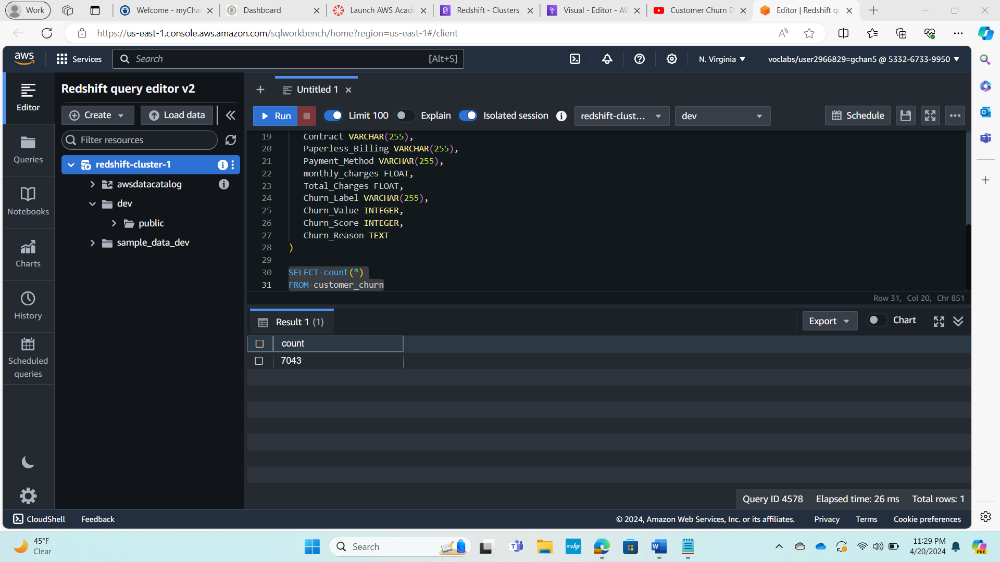 Work
Welcome - myCha
Dashboard
Launch AWS Acade
Redshift - Clusters
Visual - Editor - AW
Customer Churn D
Editor | Redshift qu
https://us-east-1.console.aws.amazon.com/sqlworkbench/home?region=us-east-1#/client
aws
Services
Search
[Alt+S]
N. Virginia
voclabs/user2966829=gchan5 @ 5332-6733-9950
Editor
Queries
Notebooks
Charts
History
Scheduled
queries
Redshift query editor v2
Create
Load data
Filter resources
redshift-cluster-1
awsdatacatalog
dev
public
sample_data_dev
Untitled 1
Run
Limit 100
Explain
Isolated session
redshift-clust...
dev
Schedule
19 Contract VARCHAR(255),
20 Paperless_Billing VARCHAR(255),
21 Payment_Method VARCHAR(255),
22 monthly_charges FLOAT,
23 Total_Charges FLOAT,
24 Churn_Label VARCHAR(255),
25 Churn_Value INTEGER,
26 Churn_Score INTEGER,
27 Churn_Reason TEXT
28 )
29
30 SELECT count(*)
31 FROM customer_churn
Row 31, Col 20, Chr 851
Result 1 (1)
Export
Chart
count
7043
Query ID 4578 Elapsed time: 26 ms Total rows: 1
CloudShell
Feedback
© 2024, Amazon Web Services, Inc. or its affiliates.
Privacy
Terms
Cookie preferences
45°F
Clear
Search
myhp
W
PRE
11:29 PM
4/20/2024